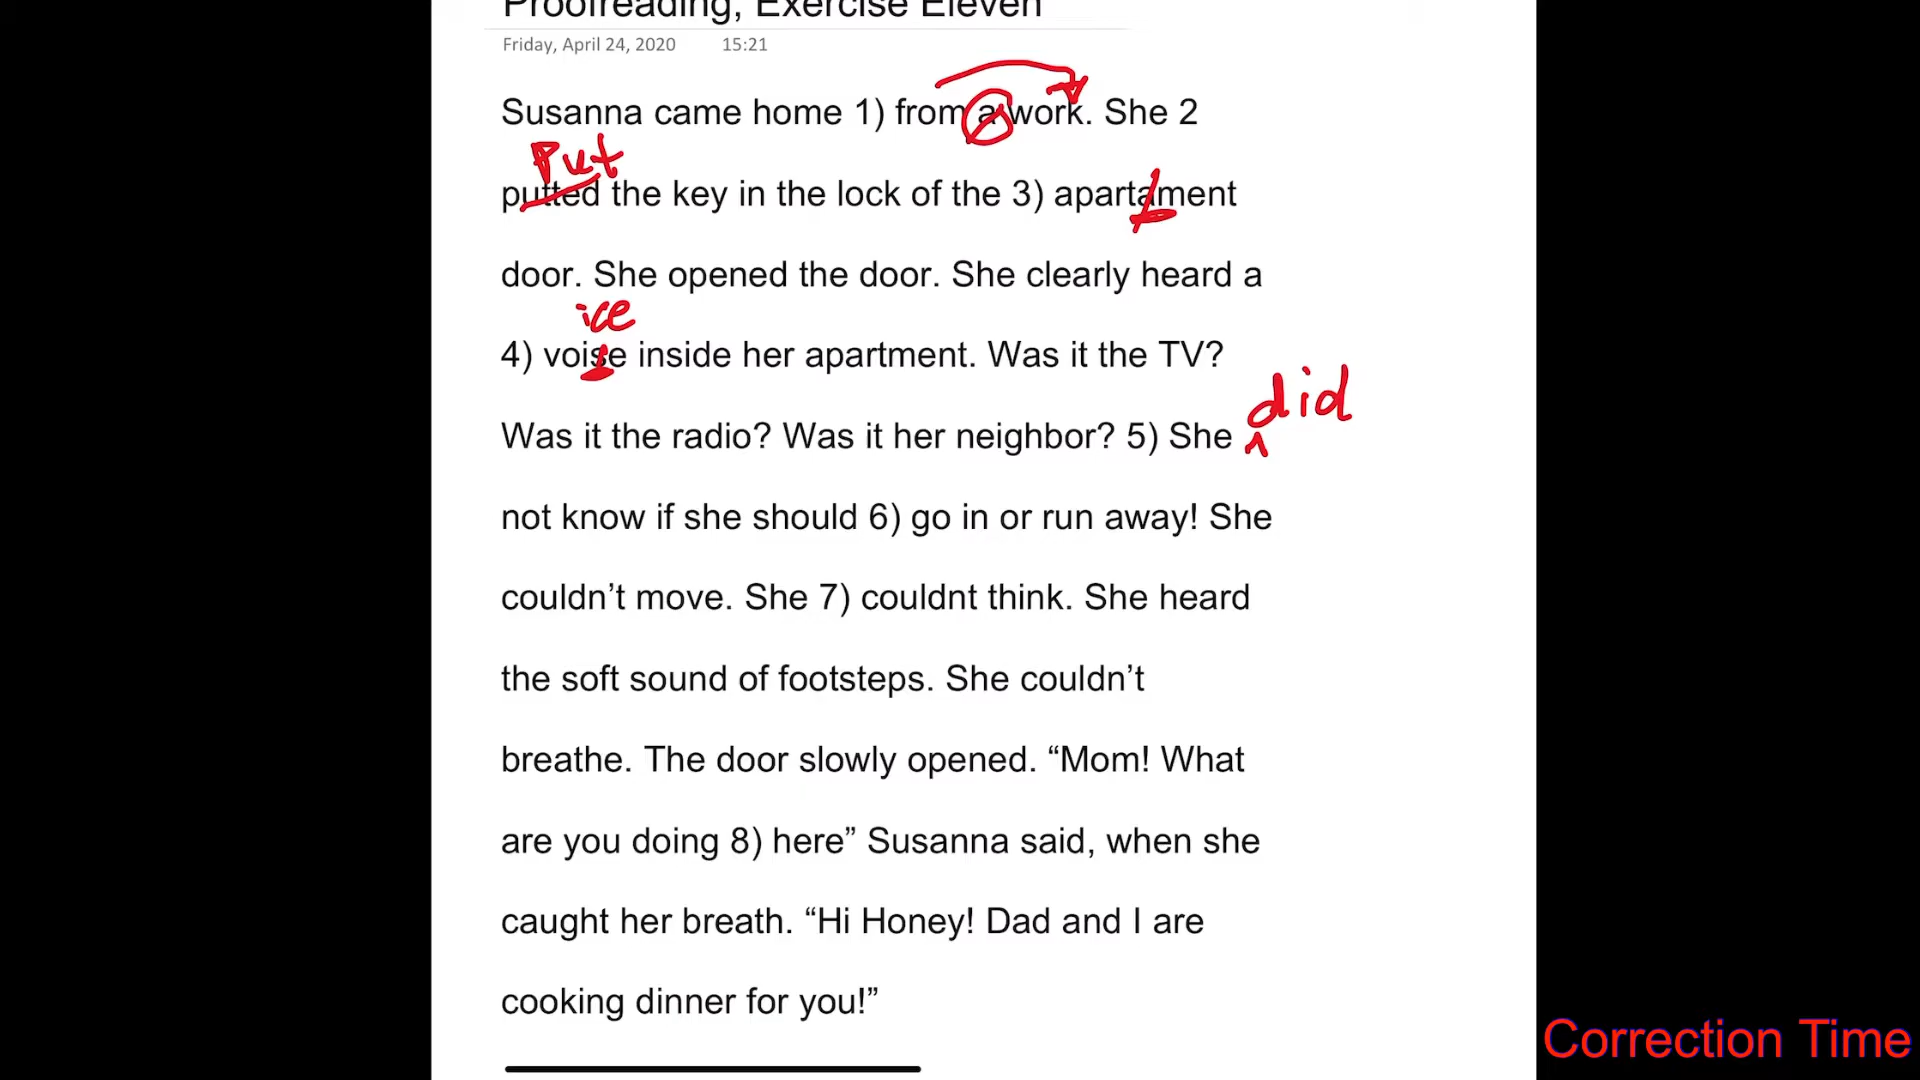 Proofreading, Exercise Eleven
Friday, April 24, 2020 15:21
Susanna came home 1) from a work. She 2
put
putted the key in the lock of the 3) apartament
door. She opened the door. She clearly heard a
ice
4) voise inside her apartment. Was it the TV?
did
Was it the radio? Was it her neighbor? 5) She ^
not know if she should 6) go in or run away! She
couldn’t move. She 7) couldnt think. She heard
the soft sound of footsteps. She couldn’t
breathe. The door slowly opened. “Mom! What
are you doing 8) here” Susanna said, when she
caught her breath. “Hi Honey! Dad and I are
cooking dinner for you!”
Correction Time